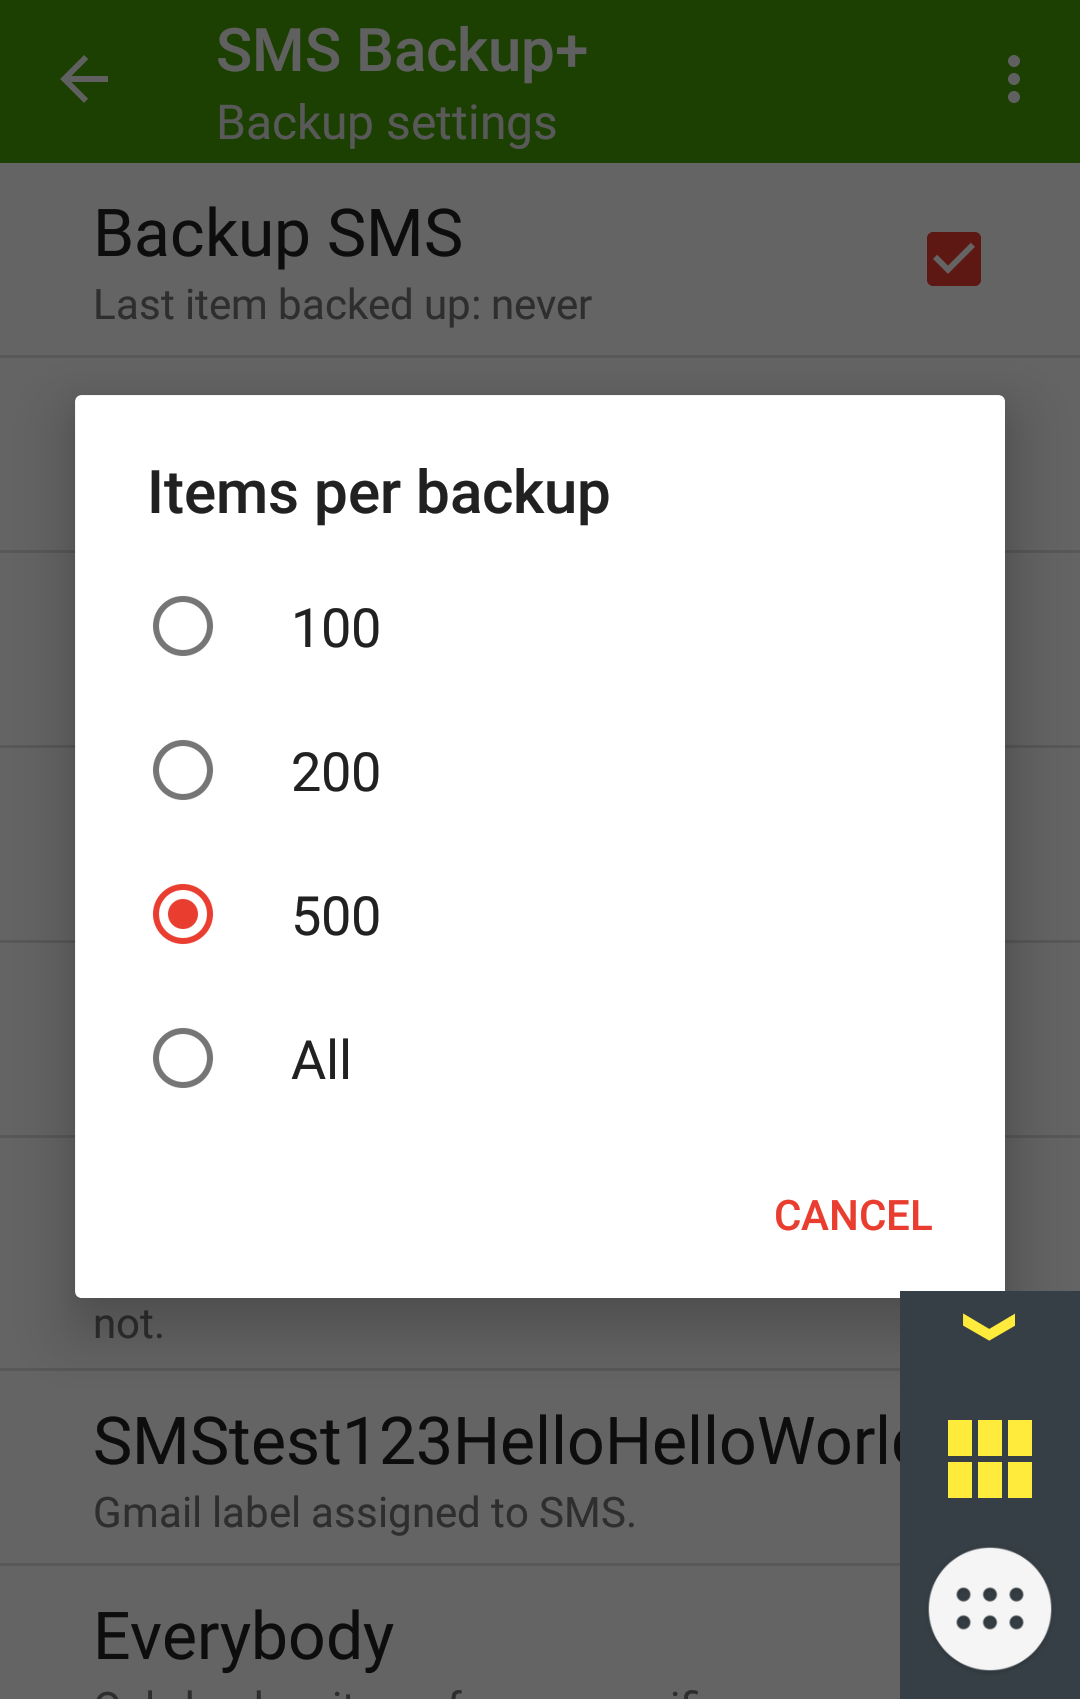 SMS Backup+
Backup settings
Backup SMS
Last item backed up: never
Items per backup
100
200
500
All
CANCEL
not.
SMStest123HelloHelloWorl
Gmail label assigned to SMS.
Everybody